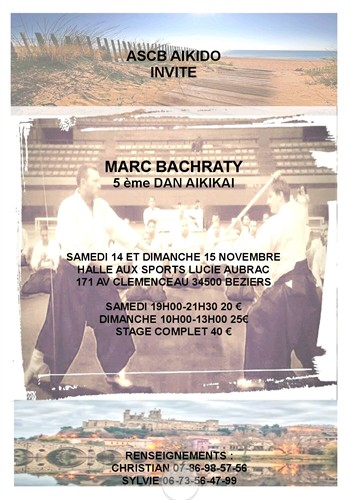 ASCB AIKIDO
INVITE
MARC BACHRATY
5 ème DAN AIKIKAI
SAMEDI 14 ET DIMANCHE 15 NOVEMBRE
HALLE AUX SPORTS LUCIE AUBRAC
171 AV CLEMENCEAU 34500 BEZIERS
SAMEDI 19H00-21H30 20 €
DIMANCHE 10H00-13H00 25€
STAGE COMPLET 40 €
RENSEIGNEMENTS :
CHRISTIAN 07-86-98-57-56
SYLVIE 06-73-56-47-99